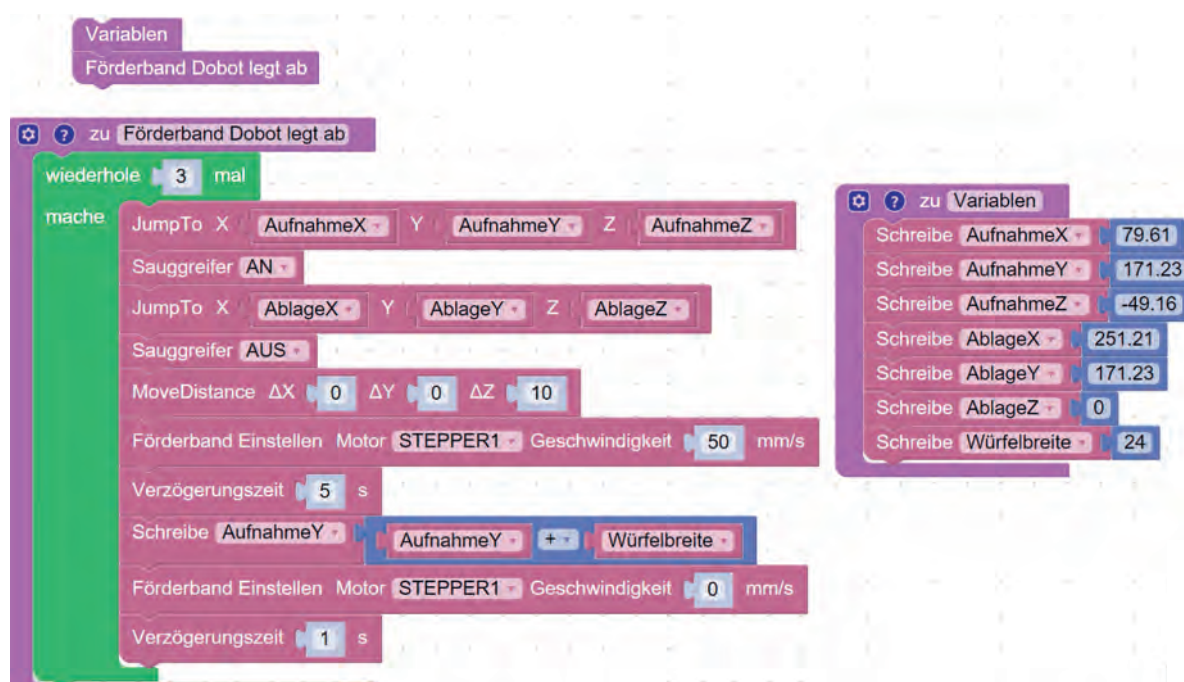 Variablen
Förderband Dobot legt ab
zu Förderband Dobot legt ab
wiederhole 3 mal
mache
JumpTo X AufnahmeX Y AufnahmeY Z AufnahmeZ
Sauggreifer AN
JumpTo X AblageX Y AblageY Z AblageZ
Sauggreifer AUS
MoveDistance ΔX 0 ΔY 0 ΔZ 10
Förderband Einstellen Motor STEPPER1 Geschwindigkeit 50 mm/s
Verzögerungszeit 5 s
Schreibe AufnahmeY AufnahmeY + Würfelbreite
Förderband Einstellen Motor STEPPER1 Geschwindigkeit 0 mm/s
Verzögerungszeit 1 s
zu Variablen
Schreibe AufnahmeX 79.61
Schreibe AufnahmeY 171.23
Schreibe AufnahmeZ -49.16
Schreibe AblageX 251.21
Schreibe AblageY 171.23
Schreibe AblageZ 0
Schreibe Würfelbreite 24